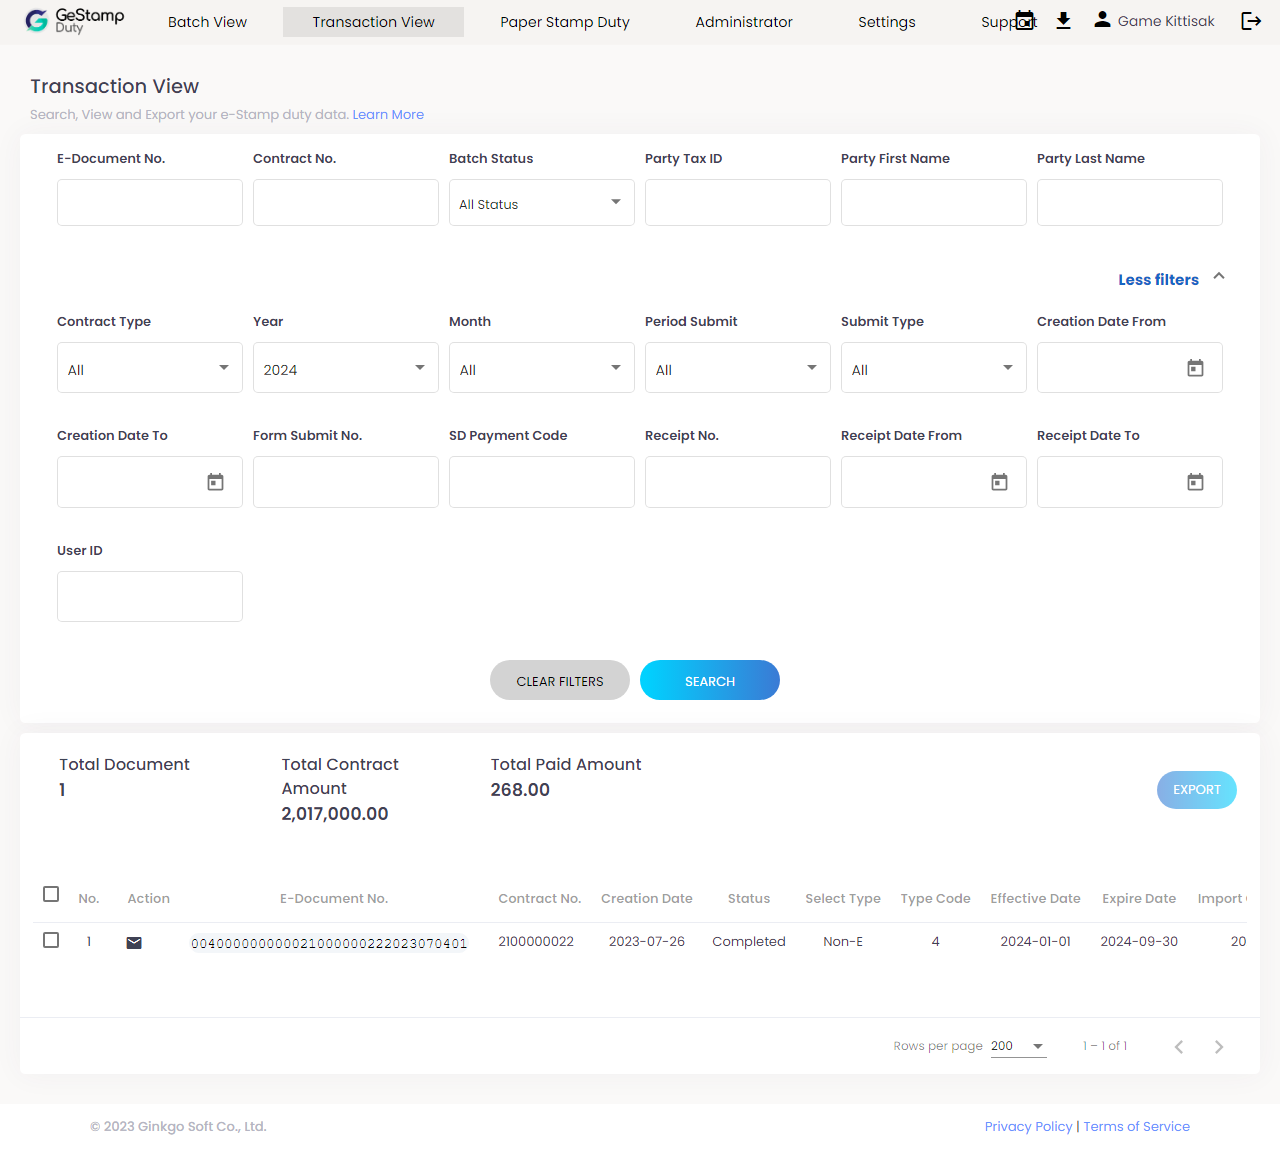 GeStamp
Duty
Batch View
Transaction View
Paper Stamp Duty
Administrator
Settings
Support
Game Kittisak
Transaction View
Search, View and Export your e-Stamp duty data. Learn More
E-Document No.
Contract No.
Batch Status
Party Tax ID
Party First Name
Party Last Name
All Status
Less filters
Contract Type
Year
Month
Period Submit
Submit Type
Creation Date From
All
2024
All
All
All
Creation Date To
Form Submit No.
SD Payment Code
Receipt No.
Receipt Date From
Receipt Date To
User ID
CLEAR FILTERS
SEARCH
Total Document
1
Total Contract
Amount
2,017,000.00
Total Paid Amount
268.00
EXPORT
No. Action E-Document No. Contract No. Creation Date Status Select Type Type Code Effective Date Expire Date Import
1 004000000000021000000222023070401 2100000022 2023-07-26 Completed Non-E 4 2024-01-01 2024-09-30 20
Rows per page 200 1 – 1 of 1
© 2023 Ginkgo Soft Co., Ltd.
Privacy Policy | Terms of Service